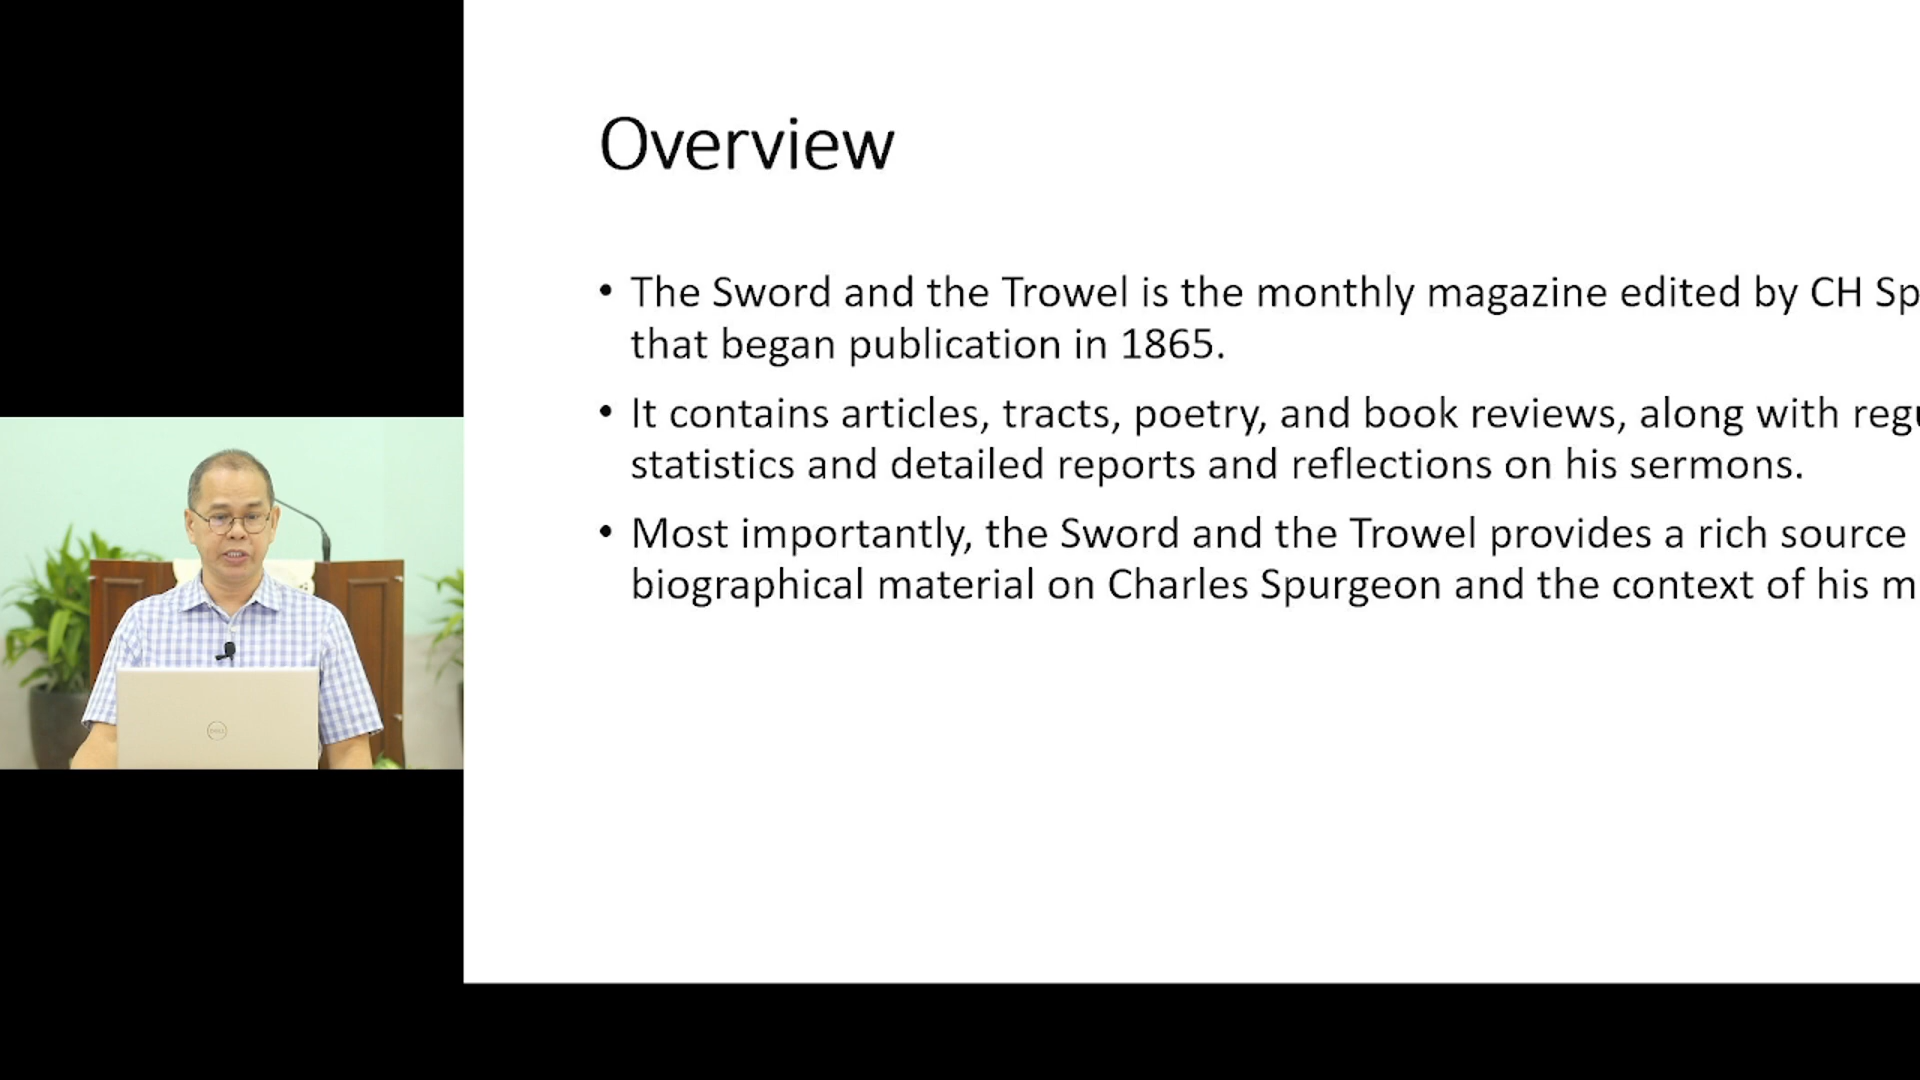 Overview
• The Sword and the Trowel is the monthly magazine edited by CH Sp
that began publication in 1865.
• It contains articles, tracts, poetry, and book reviews, along with regu
statistics and detailed reports and reflections on his sermons.
• Most importantly, the Sword and the Trowel provides a rich source
biographical material on Charles Spurgeon and the context of his m
DELL